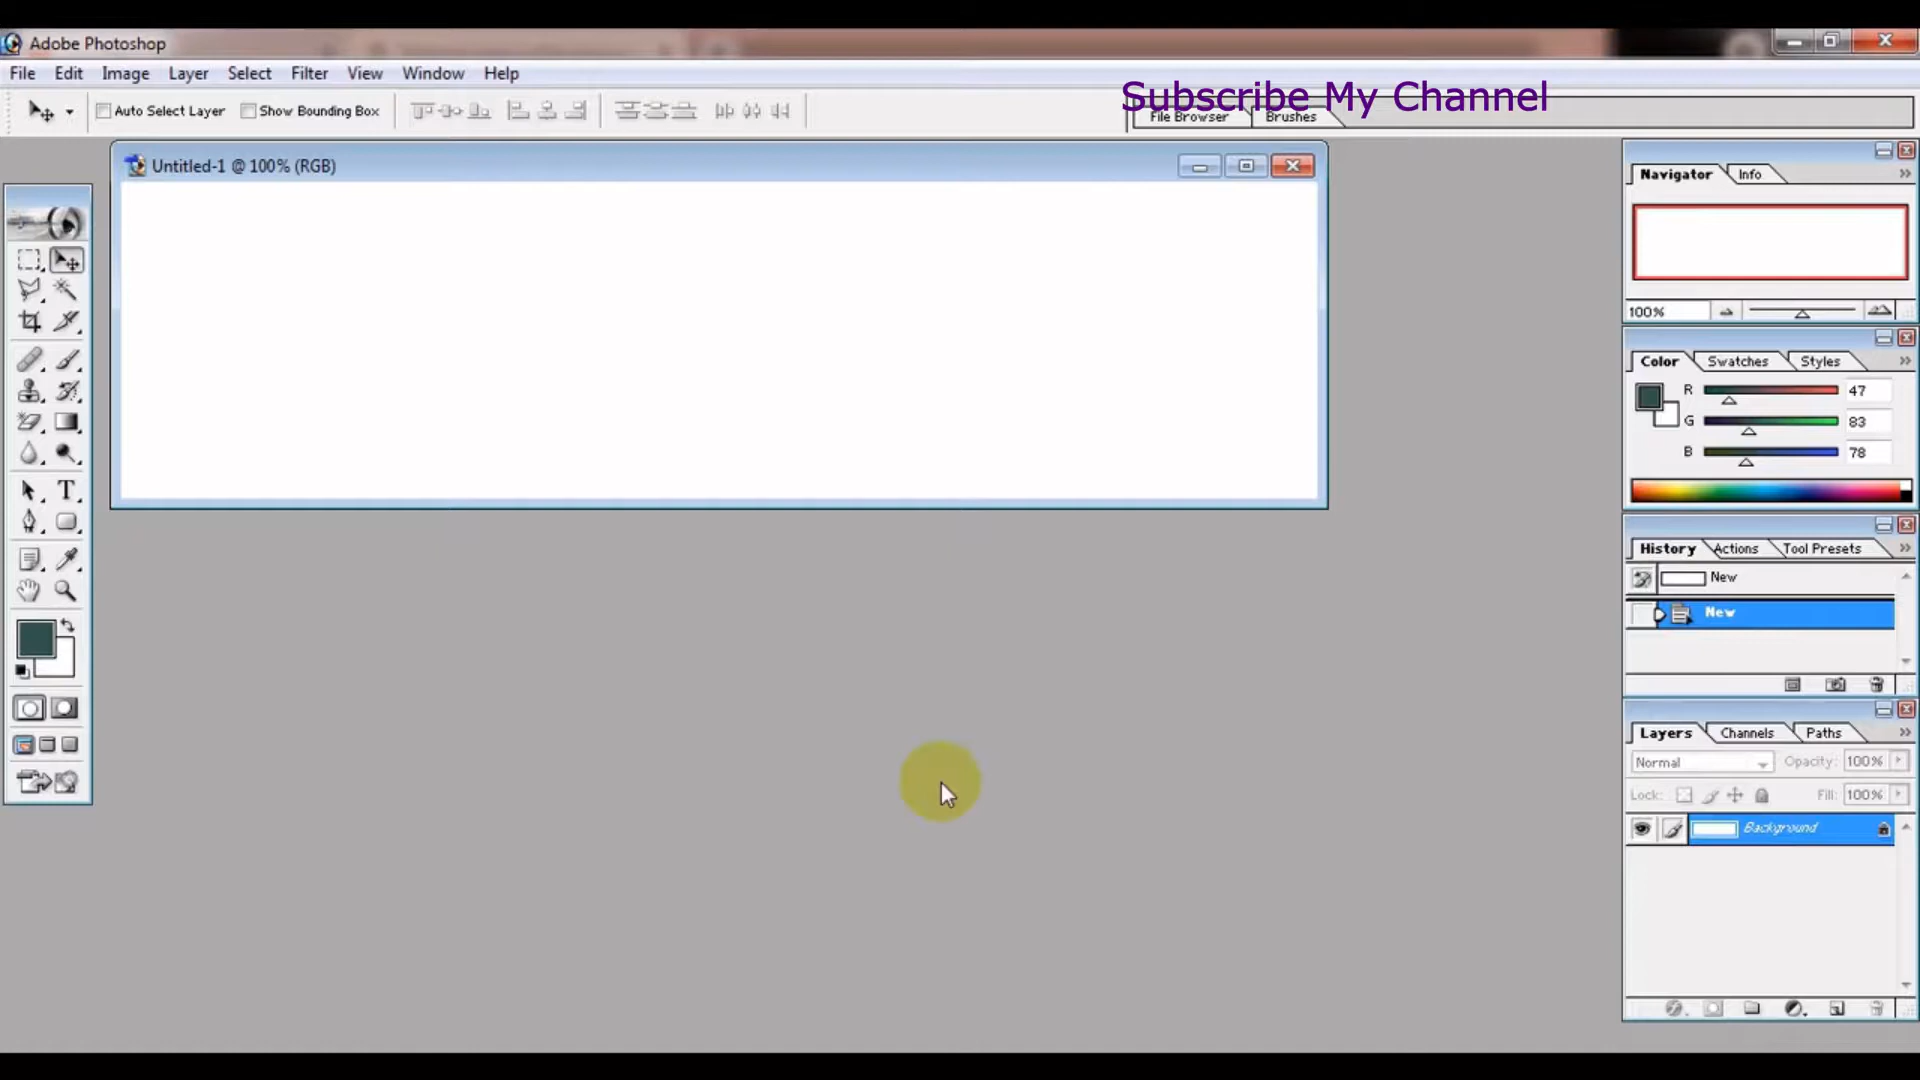 Adobe Photoshop
File Edit Image Layer Select Filter View Window Help
Subscribe My Channel
Auto Select Layer Show Bounding Box
File Browser Brushes
Untitled-1 @ 100% (RGB)
Navigator Info
100%
Color Swatches Styles
R 47
G 83
B 78
T
History Actions Tool Presets
New
New
Layers Channels Paths
Normal Opacity: 100%
Lock: Fill: 100%
Background